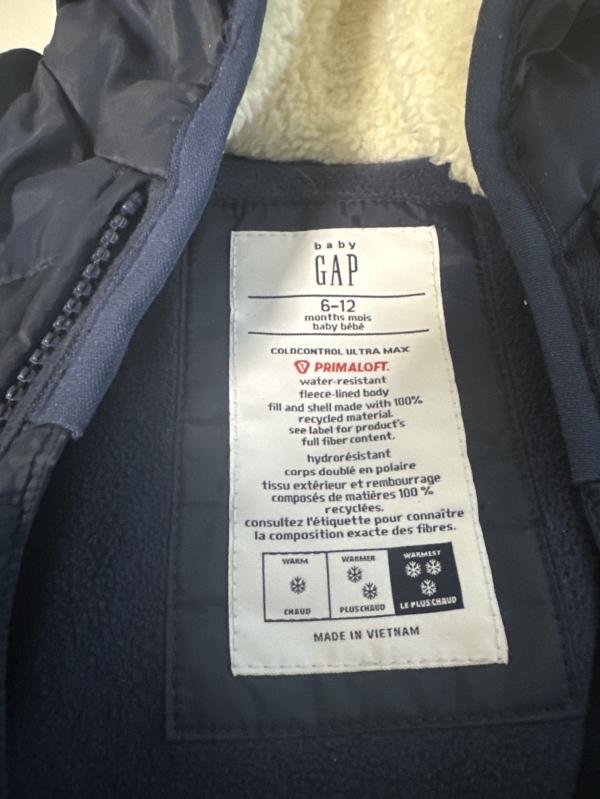 baby
GAP
6-12
months mois
baby bébé
COLDCONTROL ULTRA MAX
PRIMALOFT.
water-resistant
fleece-lined body
fill and shell made with 100%
recycled material.
see label for product's
full fiber content.
hydrorésistant
corps doublé en polaire
tissu extérieur et rembourrage
composés de matières 100 %
recyclées.
consultez l'étiquette pour connaître
la composition exacte des fibres.
WARM
CHAUD
WARMER
PLUS CHAUD
WARMEST
LE PLUS CHAUD
MADE IN VIETNAM